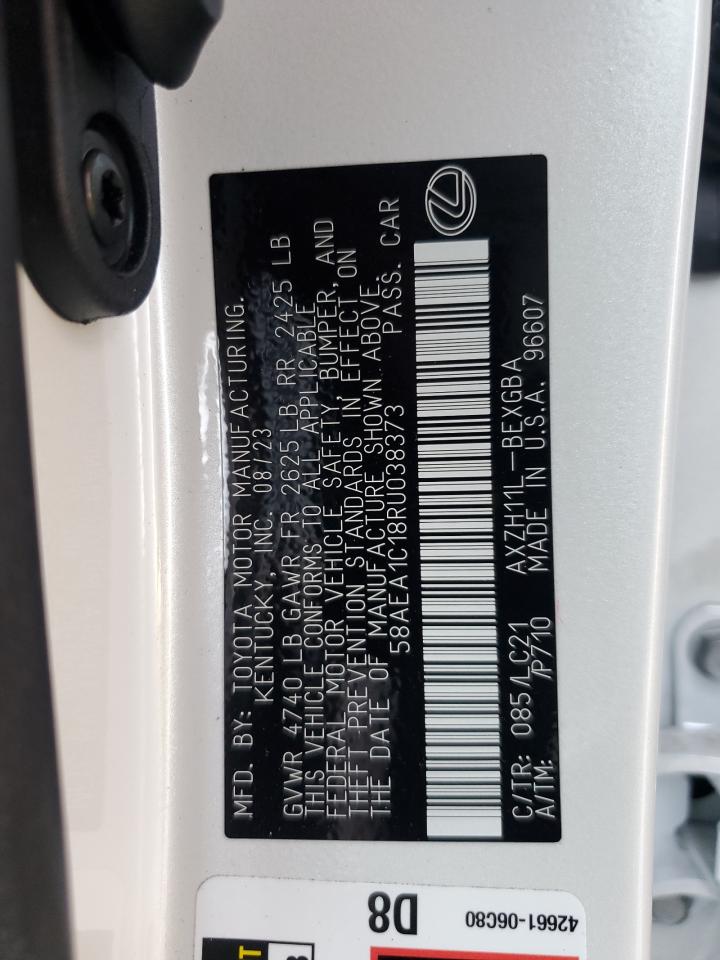 MFD. BY: TOYOTA MOTOR MANUFACTURING,
KENTUCKY, INC. 08/23
GVWR 4740 LB GAWR FR 2625 LB RR 2425 LB
THIS VEHICLE CONFORMS TO ALL APPLICABLE
FEDERAL MOTOR VEHICLE SAFETY, BUMPER, AND
THEFT PREVENTION STANDARDS IN EFFECT ON
THE DATE OF MANUFACTURE SHOWN ABOVE.
58AEA1C18RU038373 PASS. CAR
C/TR: 085/LC21 AXZH11L-BEXGBA
A/TM: /P710 MADE IN U.S.A. 96607
D8
42661-06C80